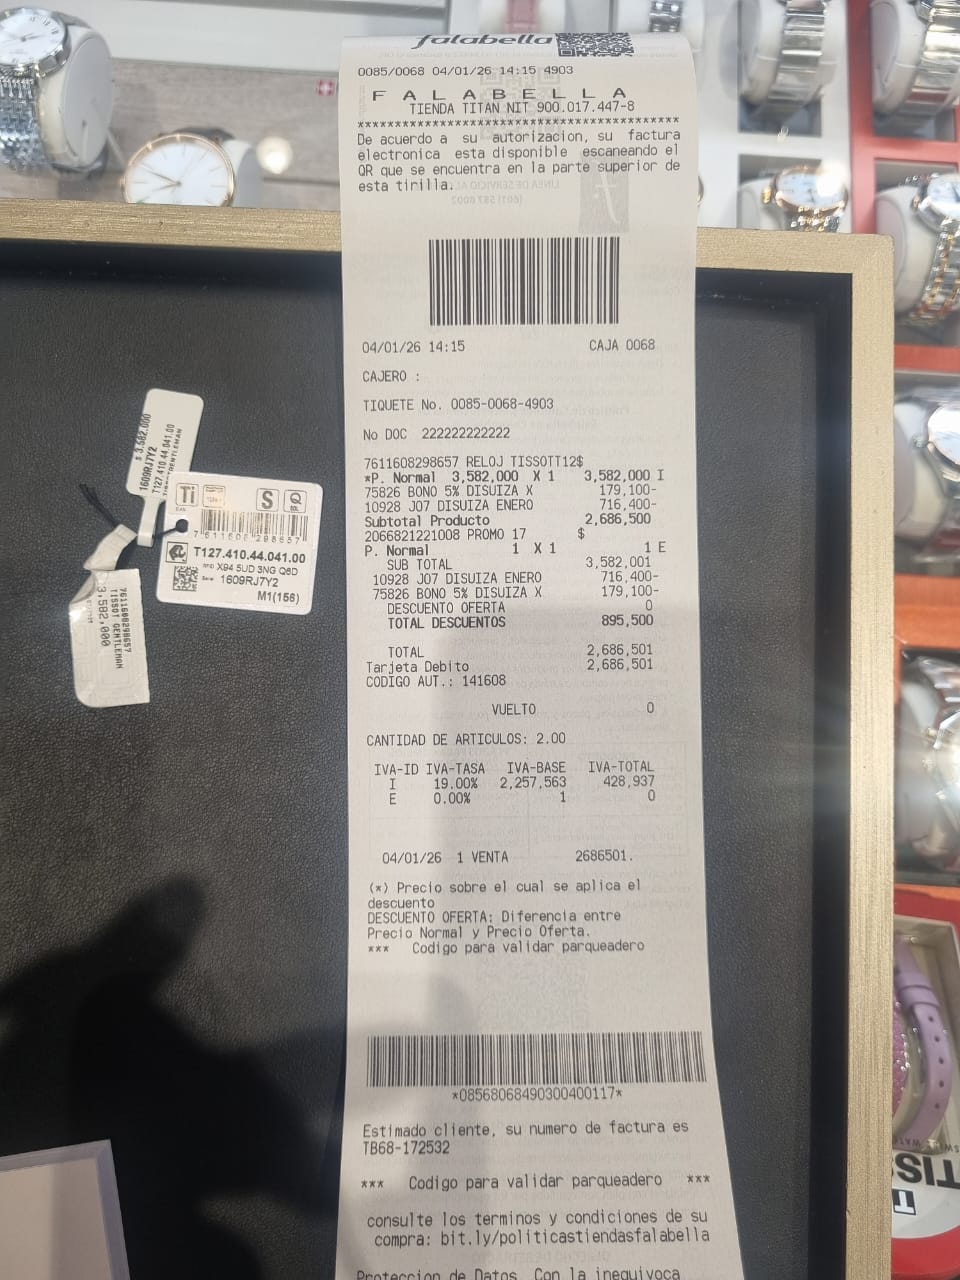 falabella
0085/0068 04/01/26 14:15 4903
F A L A B E L L A
TIENDA TITAN NIT 900.017.447-8
******************************************
De acuerdo a su autorizacion, su factura
electronica esta disponible escaneando el
QR que se encuentra en la parte superior de
esta tirilla.
04/01/26 14:15 CAJA 0068
CAJERO :
TIQUETE No. 0085-0068-4903
No DOC 222222222222
7611608298657 RELOJ TISSOTT12$
*P. Normal 3,582,000 X 1 3,582,000 I
75826 BONO 5% DISUIZA X 179,100-
10928 JO7 DISUIZA ENERO 716,400-
Subtotal Producto 2,686,500
2066821221008 PROMO 17 $
P. Normal 1 X 1 1 E
SUB TOTAL 3,582,001
10928 J07 DISUIZA ENERO 716,400-
75826 BONO 5% DISUIZA X 179,100-
DESCUENTO OFERTA 0
TOTAL DESCUENTOS 895,500
TOTAL 2,686,501
Tarjeta Debito 2,686,501
CODIGO AUT.: 141608
VUELTO 0
CANTIDAD DE ARTICULOS: 2.00
IVA-ID IVA-TASA IVA-BASE IVA-TOTAL
I 19.00% 2,257,563 428,937
E 0.00% 1 0
04/01/26 1 VENTA 2686501.
(*) Precio sobre el cual se aplica el
descuento
DESCUENTO OFERTA: Diferencia entre
Precio Normal y Precio Oferta.
*** Codigo para validar parqueadero
*08568068490300400117*
Estimado cliente, su numero de factura es
TB68-172532
*** Codigo para validar parqueadero ***
consulte los terminos y condiciones de su
compra: bit.ly/politicastiendasfalabella
Proteccion de Datos. Con la inequivoca
$ 3.582.000
1609RJ7Y2
T127.410.44.041.00
Ti
S
Q
7611608298657
T127.410.44.041.00
X94 5UD 3NG Q6D
1609RJ7Y2
M1(156)
7611608298657
TISSOT GENTLEMAN
3,582,000
TISS
T